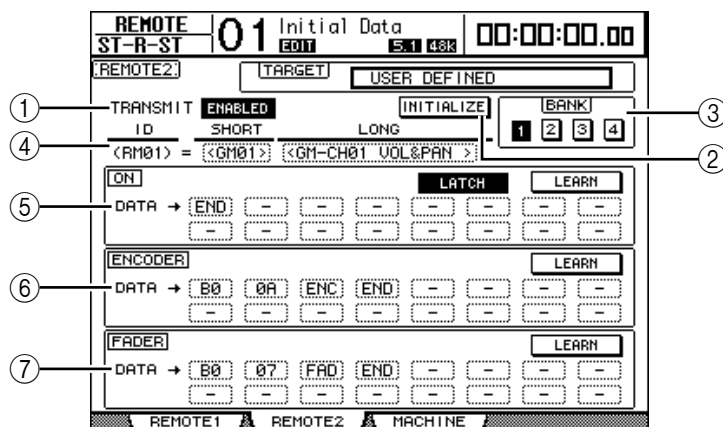 REMOTE
ST-R-ST
01 Initial Data
EDIT 5.1 48k
00:00:00.00
REMOTE2
TARGET USER DEFINED
① TRANSMIT ENABLED INITIALIZE ②
BANK ③
1 2 3 4
ID SHORT LONG
④ (RM01) = <GM01> <GM-CH01 VOL&PAN >
ON LATCH LEARN
⑤ DATA → END - - - - - - -
- - - - - - - -
ENCODER LEARN
⑥ DATA → B0 0A ENC END - - - -
- - - - - - - -
FADER LEARN
⑦ DATA → B0 07 FAD END - - - -
- - - - - - - -
REMOTE1 REMOTE2 MACHINE